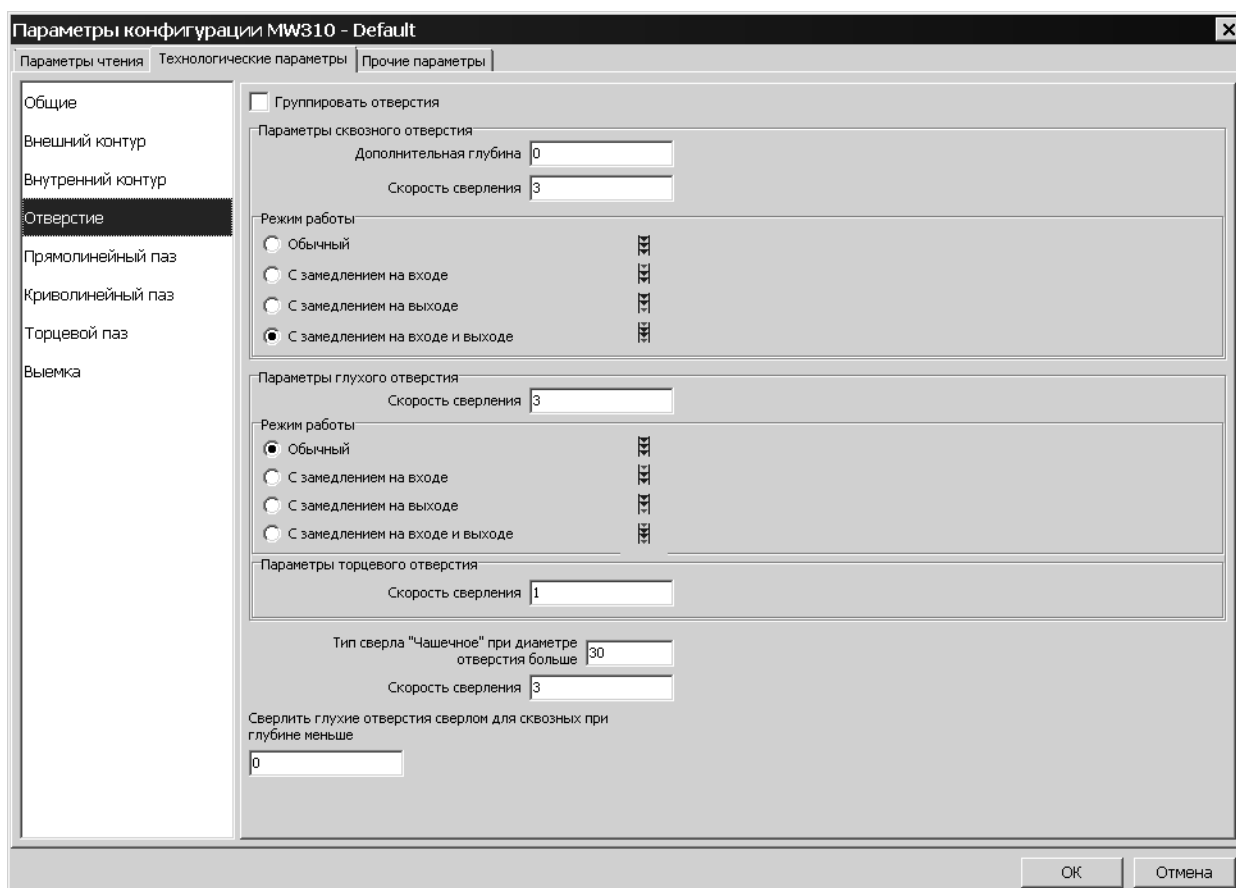 Параметры конфигурации MW310 - Default
Параметры чтения Технологические параметры Прочие параметры
Общие
Внешний контур
Внутренний контур
Отверстие
Прямолинейный паз
Криволинейный паз
Торцевой паз
Выемка
Группировать отверстия
Параметры сквозного отверстия
Дополнительная глубина 0
Скорость сверления 3
Режим работы
Обычный
С замедлением на входе
С замедлением на выходе
С замедлением на входе и выходе
Параметры глухого отверстия
Скорость сверления 3
Режим работы
Обычный
С замедлением на входе
С замедлением на выходе
С замедлением на входе и выходе
Параметры торцевого отверстия
Скорость сверления 1
Тип сверла "Чашечное" при диаметре
отверстия больше 30
Скорость сверления 3
Сверлить глухие отверстия сверлом для сквозных при
глубине меньше
0
ОК Отмена